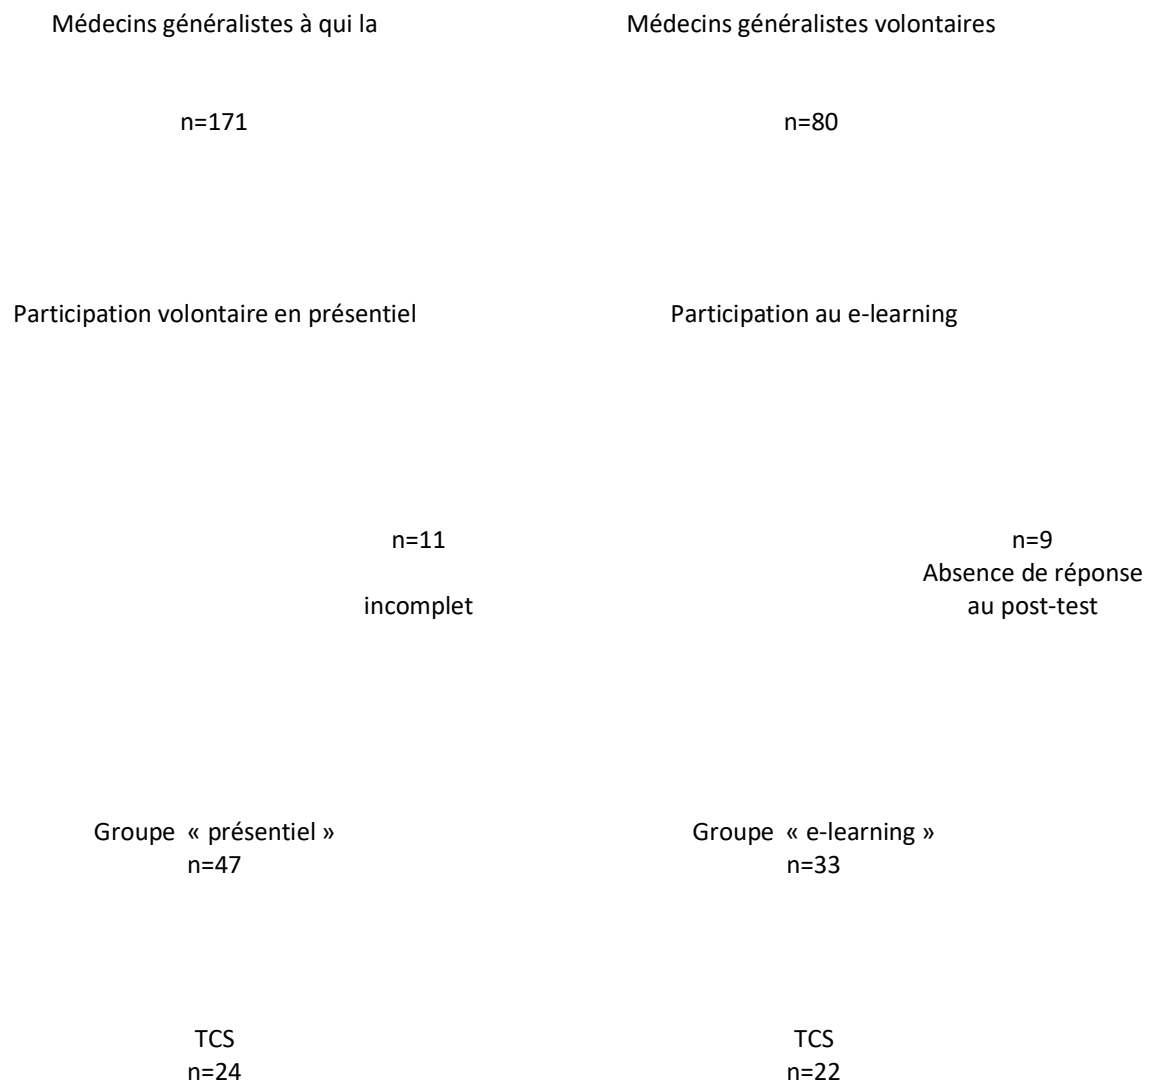 Médecins généralistes à qui la
Médecins généralistes volontaires
n=171
n=80
Participation volontaire en présentiel
Participation au e-learning
n=11
incomplet
n=9
Absence de réponse
au post-test
Groupe « présentiel »
n=47
Groupe « e-learning »
n=33
TCS
n=24
TCS
n=22